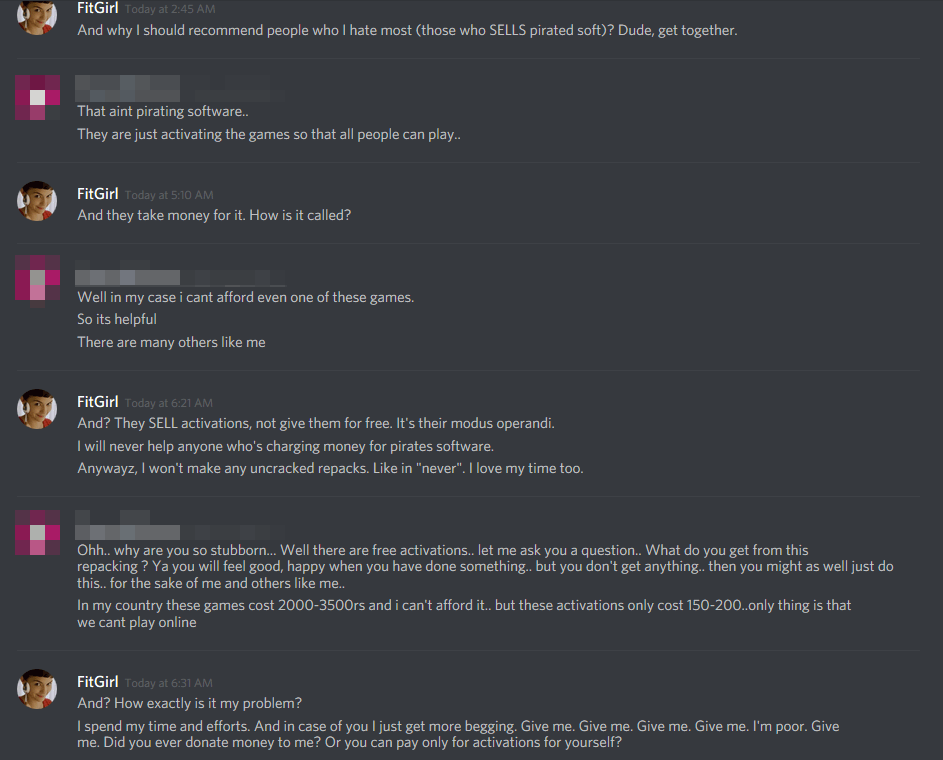 FitGirl Today at 2:45 AM
And why I should recommend people who I hate most (those who SELLS pirated soft)? Dude, get together.
That aint pirating software..
They are just activating the games so that all people can play..
FitGirl Today at 5:10 AM
And they take money for it. How is it called?
Well in my case i cant afford even one of these games.
So its helpful
There are many others like me
FitGirl Today at 6:21 AM
And? They SELL activations, not give them for free. It's their modus operandi.
I will never help anyone who's charging money for pirates software.
Anywayz, I won't make any uncracked repacks. Like in "never". I love my time too.
Ohh.. why are you so stubborn... Well there are free activations.. let me ask you a question.. What do you get from this
repacking ? Ya you will feel good, happy when you have done something.. but you don't get anything.. then you might as well just do
this.. for the sake of me and others like me..
In my country these games cost 2000-3500rs and i can't afford it.. but these activations only cost 150-200..only thing is that
we cant play online
FitGirl Today at 6:31 AM
And? How exactly is it my problem?
I spend my time and efforts. And in case of you I just get more begging. Give me. Give me. Give me. Give me. I'm poor. Give
me. Did you ever donate money to me? Or you can pay only for activations for yourself?